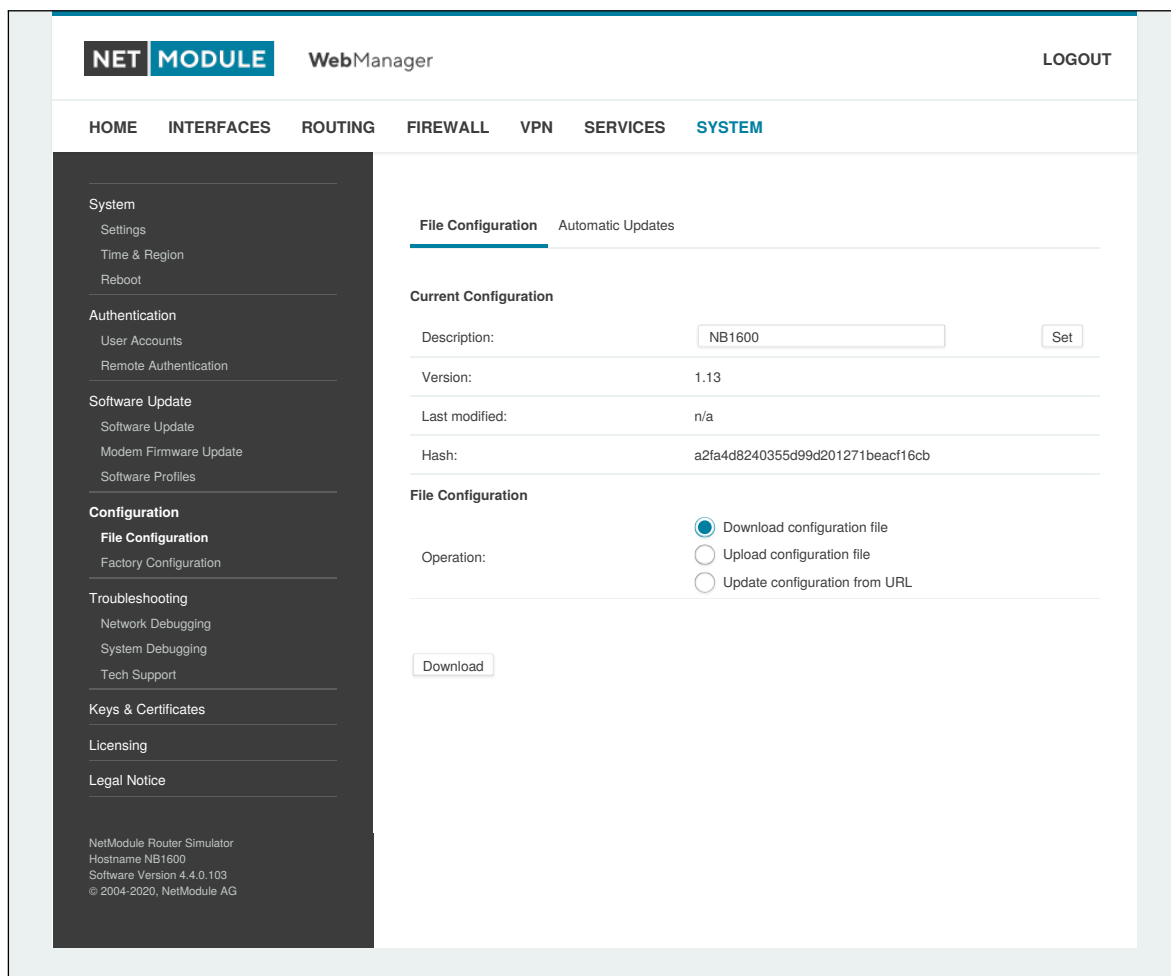 NET MODULE WebManager LOGOUT
HOME INTERFACES ROUTING FIREWALL VPN SERVICES SYSTEM
System
Settings
Time & Region
Reboot
Authentication
User Accounts
Remote Authentication
Software Update
Software Update
Modem Firmware Update
Software Profiles
Configuration
File Configuration
Factory Configuration
Troubleshooting
Network Debugging
System Debugging
Tech Support
Keys & Certificates
Licensing
Legal Notice
NetModule Router Simulator
Hostname NB1600
Software Version 4.4.0.103
© 2004-2020, NetModule AG
File Configuration Automatic Updates
Current Configuration
Description: NB1600 Set
Version: 1.13
Last modified: n/a
Hash: a2fa4d8240355d99d201271beacf16cb
File Configuration
Operation:
Download configuration file
Upload configuration file
Update configuration from URL
Download